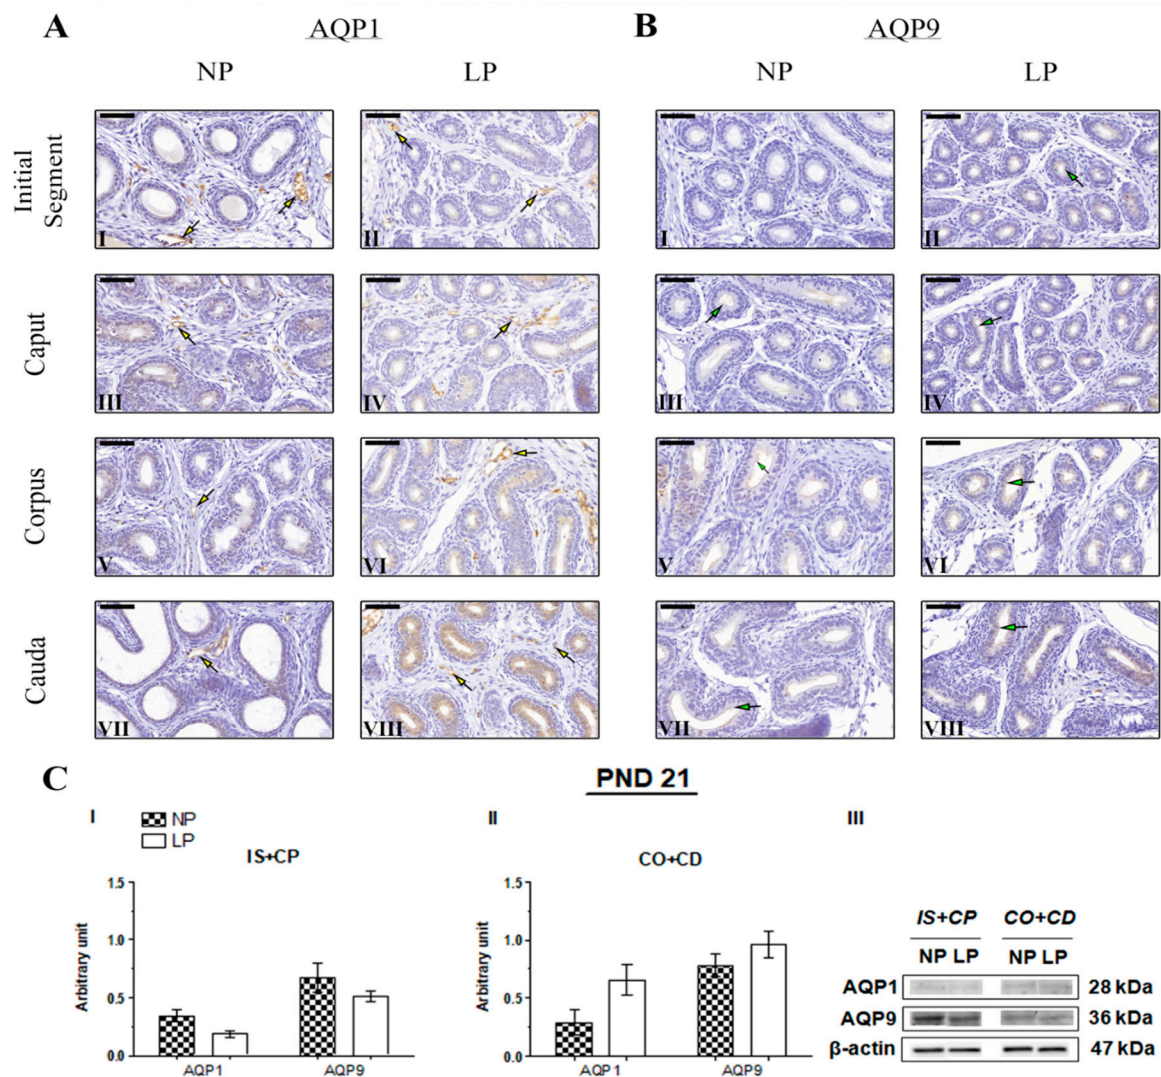 A AQP1 B AQP9
NP LP NP LP
Initial Segment
I II I II
Caput
III IV III IV
Corpus
V VI V VI
Cauda
VII VIII VII VIII
C PND 21
I NP II III
LP
IS+CP CO+CD
1.5 1.5
1.0 1.0
0.5 0.5
0.0 0.0
Arbitrary unit Arbitrary unit
AQP1 AQP9 AQP1 AQP9
IS+CP CO+CD
NP LP NP LP
AQP1 28 kDa
AQP9 36 kDa
β-actin 47 kDa